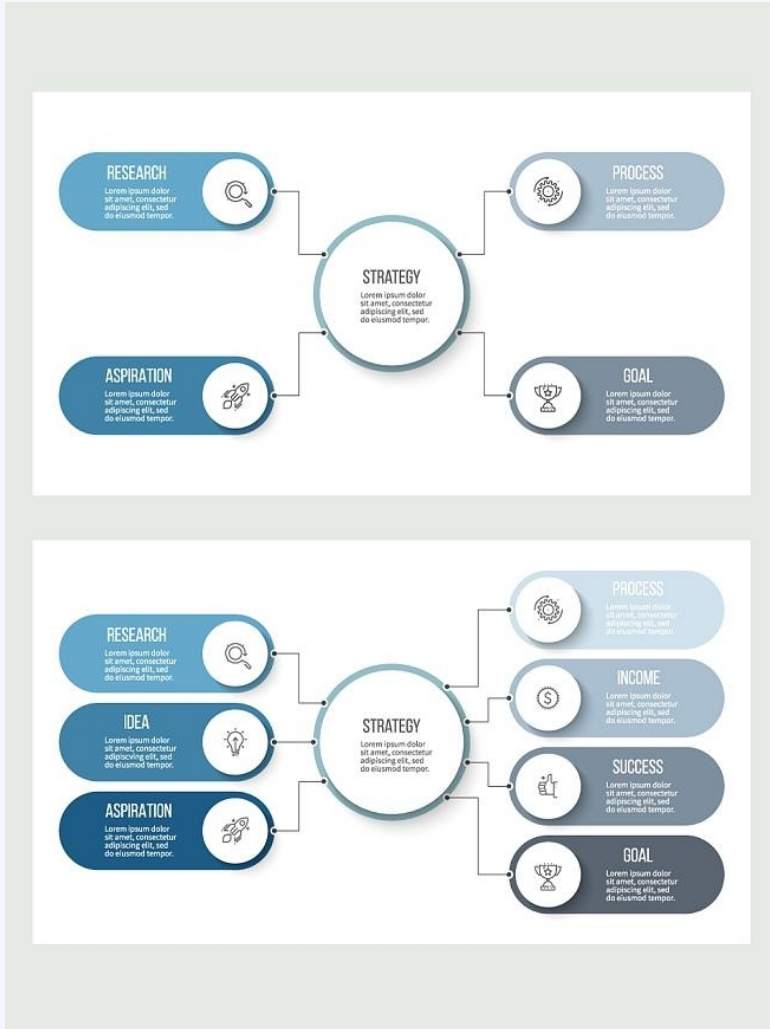 RESEARCH
Lorem ipsum dolor
sit amet, consectetur
adipiscing elit, sed
do eiusmod tempor.
PROCESS
Lorem ipsum dolor
sit amet, consectetur
adipiscing elit, sed
do eiusmod tempor.
STRATEGY
Lorem ipsum dolor
sit amet, consectetur
adipiscing elit, sed
do eiusmod tempor.
ASPIRATION
Lorem ipsum dolor
sit amet, consectetur
adipiscing elit, sed
do eiusmod tempor.
GOAL
Lorem ipsum dolor
sit amet, consectetur
adipiscing elit, sed
do eiusmod tempor.
RESEARCH
Lorem ipsum dolor
sit amet, consectetur
adipiscing elit, sed
do eiusmod tempor.
IDEA
Lorem ipsum dolor
sit amet, consectetur
adipiscving elit, sed
do eiusmod tempor.
ASPIRATION
Lorem ipsum dolor
sit amet, consectetur
adipiscing elit, sed
do eiusmod tempor.
STRATEGY
Lorem ipsum dolor
sit amet, consectetur
adipiscing elit, sed
do eiusmod tempor.
PROCESS
Lorem ipsum dolor
sit amet, consectetur
adipiscing elit, sed
do eiusmod tempor.
INCOME
Lorem ipsum dolor
sit amet, consectetur
adipiscing elit, sed
do eiusmod tempor.
SUCCESS
Lorem ipsum dolor
sit amet, consectetur
adipiscing elit, sed
do eiusmod tempor.
GOAL
Lorem ipsum dolor
sit amet, consectetur
adipiscing elit, sed
do eiusmod tempor.